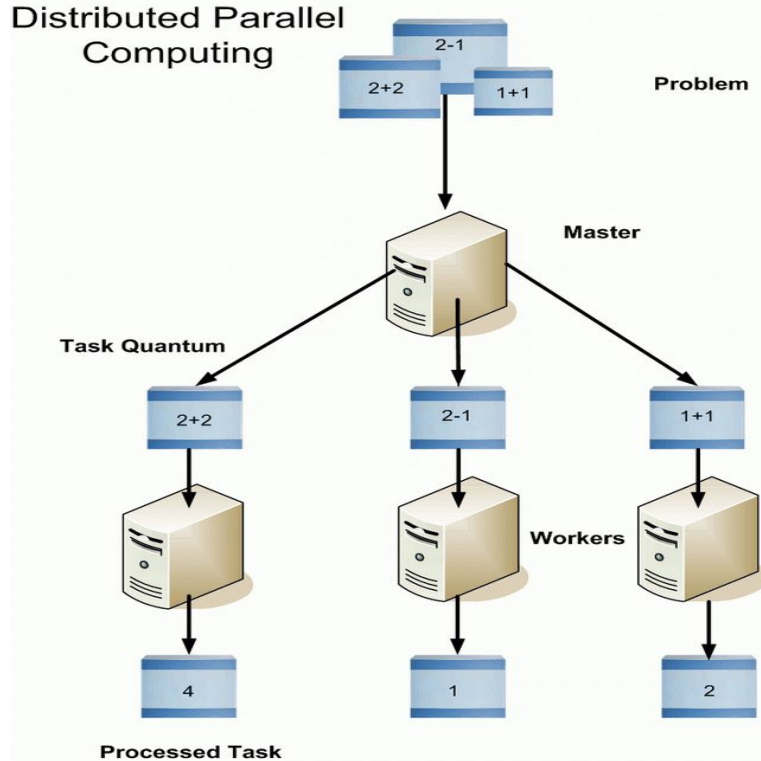 Distributed Parallel
Computing
2-1
2+2
1+1
Problem
Master
Task Quantum
2+2
2-1
1+1
Workers
4
1
2
Processed Task